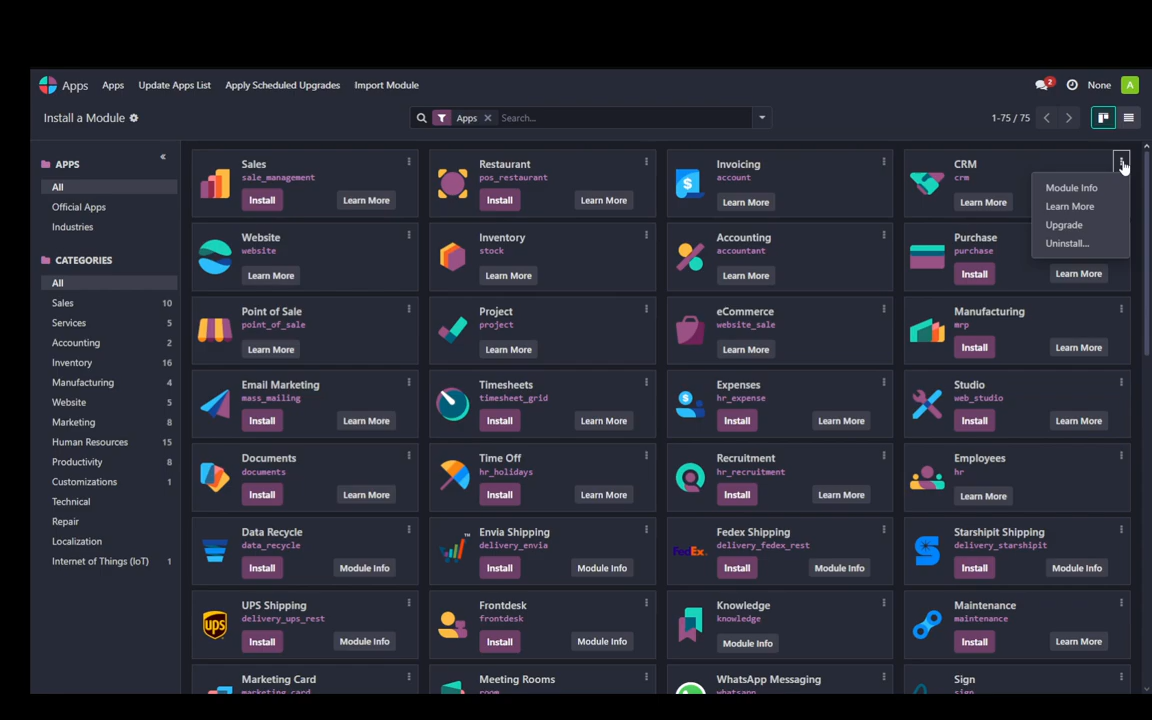 Apps Apps Update Apps List Apply Scheduled Upgrades Import Module 2 None A
Install a Module Apps Search... 1-75 / 75
APPS
All
Official Apps
Industries
CATEGORIES
All
Sales 10
Services 5
Accounting 2
Inventory 16
Manufacturing 4
Website 5
Marketing 8
Human Resources 15
Productivity 8
Customizations 1
Technical
Repair
Localization
Internet of Things (IoT) 1
Sales
sale_management
Install Learn More
Restaurant
pos_restaurant
Install Learn More
Invoicing
account
Learn More
CRM
crm
Learn More
Module Info
Learn More
Upgrade
Uninstall...
Website
website
Learn More
Inventory
stock
Learn More
Accounting
accountant
Learn More
Purchase
purchase
Install Learn More
Point of Sale
point_of_sale
Learn More
Project
project
Learn More
eCommerce
website_sale
Learn More
Manufacturing
mrp
Install Learn More
Email Marketing
mass_mailing
Install Learn More
Timesheets
timesheet_grid
Install Learn More
Expenses
hr_expense
Install Learn More
Studio
web_studio
Install Learn More
Documents
documents
Install Learn More
Time Off
hr_holidays
Install Learn More
Recruitment
hr_recruitment
Install Learn More
Employees
hr
Learn More
Data Recycle
data_recycle
Install Module Info
Envia Shipping
delivery_envia
Install Module Info
FedEx
Fedex Shipping
delivery_fedex_rest
Install Module Info
Starshipit Shipping
delivery_starshipit
Install Module Info
ups
UPS Shipping
delivery_ups_rest
Install Module Info
Frontdesk
frontdesk
Install Module Info
Knowledge
knowledge
Module Info
Maintenance
maintenance
Install Learn More
Marketing Card
marketing_card
Meeting Rooms
room
WhatsApp Messaging
whatsapp
Sign
sign